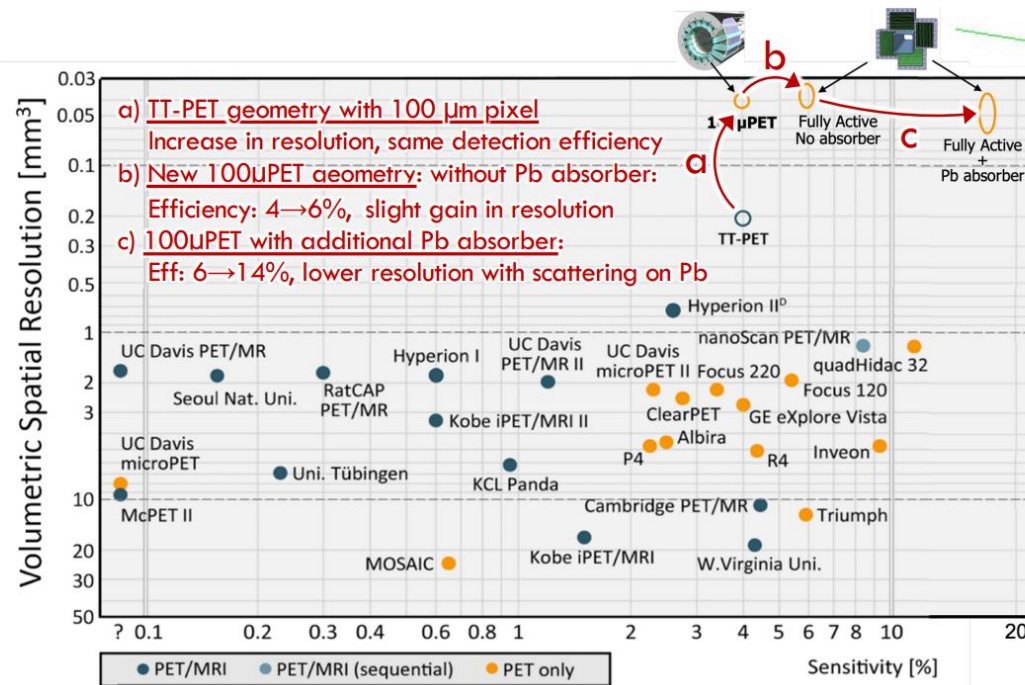 b
0.03
a) TT-PET geometry with 100 µm pixel
Increase in resolution, same detection efficiency
b) New 100µPET geometry: without Pb absorber:
Efficiency: 4→6%, slight gain in resolution
c) 100µPET with additional Pb absorber:
Eff: 6→14%, lower resolution with scattering on Pb
µPET
Fully Active
No absorber
c
Fully Active
+
Pb absorber
a
TT-PET
0.05
0.1
0.2
0.3
0.5
1
2
3
10
20
30
50
Volumetric Spatial Resolution [mm³]
Hyperion IIᴰ
nanoScan PET/MR
quadHidac 32
UC Davis PET/MR
Seoul Nat. Uni.
RatCAP
PET/MR
Hyperion I
UC Davis
PET/MR II
UC Davis
microPET II
Focus 220
Focus 120
ClearPET
GE eXplore Vista
Kobe iPET/MRI II
Albira
P4
R4
Inveon
UC Davis
microPET
McPET II
Uni. Tübingen
KCL Panda
Cambridge PET/MR
Triumph
Kobe iPET/MRI
W.Virginia Uni.
MOSAIC
? 0.1 0.2 0.3 0.4 0.6 0.8 1 2 3 4 5 6 7 8 10 20
Sensitivity [%]
PET/MRI
PET/MRI (sequential)
PET only